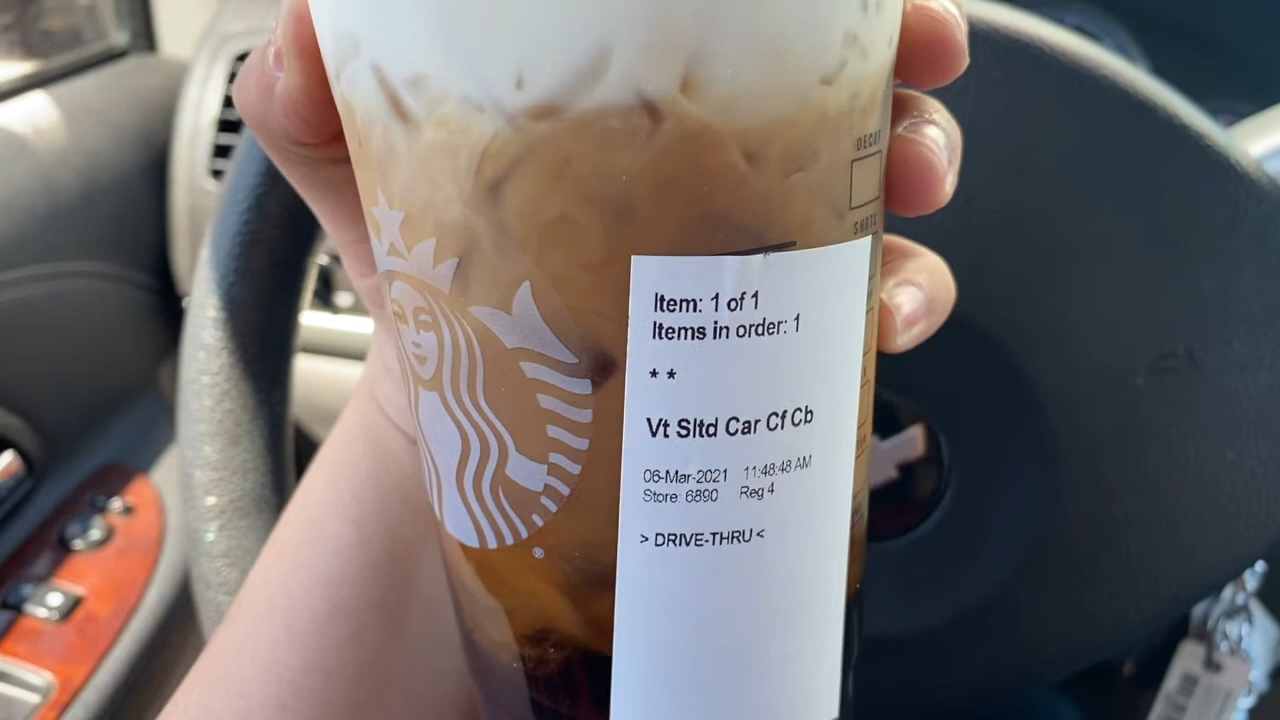 DECAF
SHOTS
Item: 1 of 1
Items in order: 1
* *
Vt Sltd Car Cf Cb
06-Mar-2021 11:48:48 AM
Store: 6890 Reg 4
> DRIVE-THRU <
®